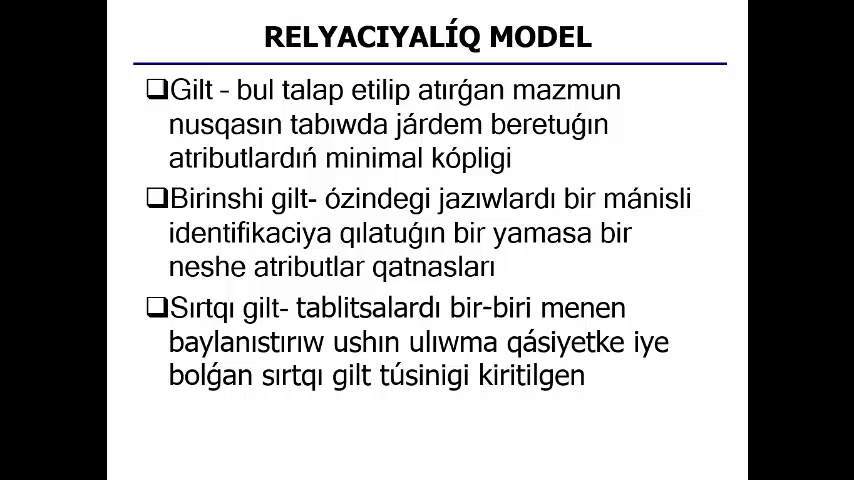 RELYACIYALÍQ MODEL
❑Gilt – bul talap etilip atırǵan mazmun
nusqasın tabıwda járdem beretuǵın
atributlardıń minimal kópligi
❑Birinshi gilt- ózindegi jazıwlardı bir mánisli
identifikaciya qılatuǵın bir yamasa bir
neshe atributlar qatnasları
❑Sırtqı gilt- tablitsalardı bir-biri menen
baylanıstırıw ushın ulıwma qásiyetke iye
bolǵan sırtqı gilt túsinigi kiritilgen